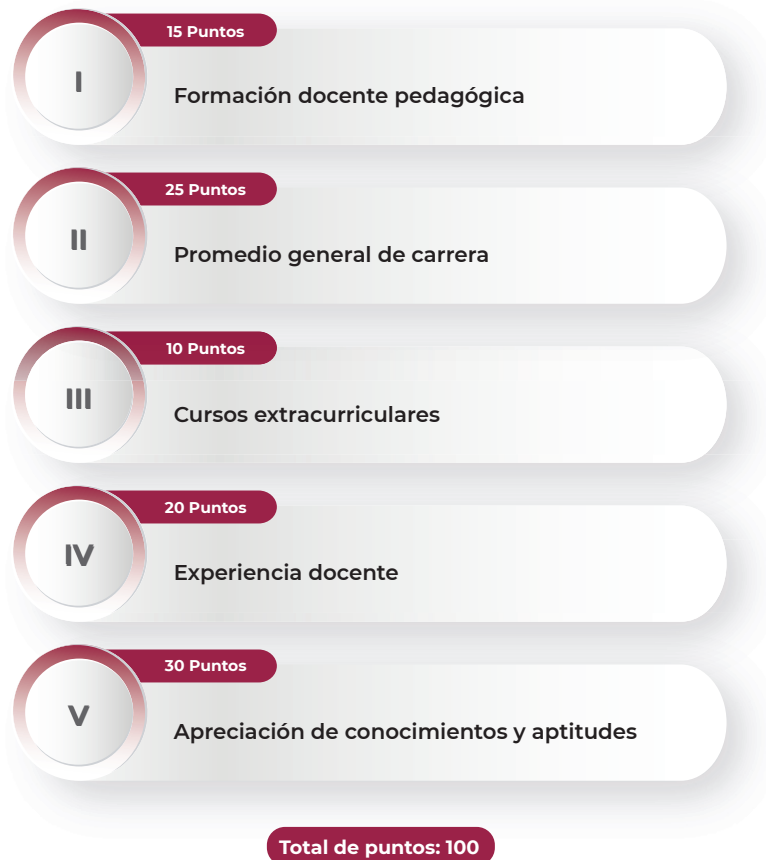 15 Puntos
I
Formación docente pedagógica
25 Puntos
II
Promedio general de carrera
10 Puntos
III
Cursos extracurriculares
20 Puntos
IV
Experiencia docente
30 Puntos
V
Apreciación de conocimientos y aptitudes
Total de puntos: 100